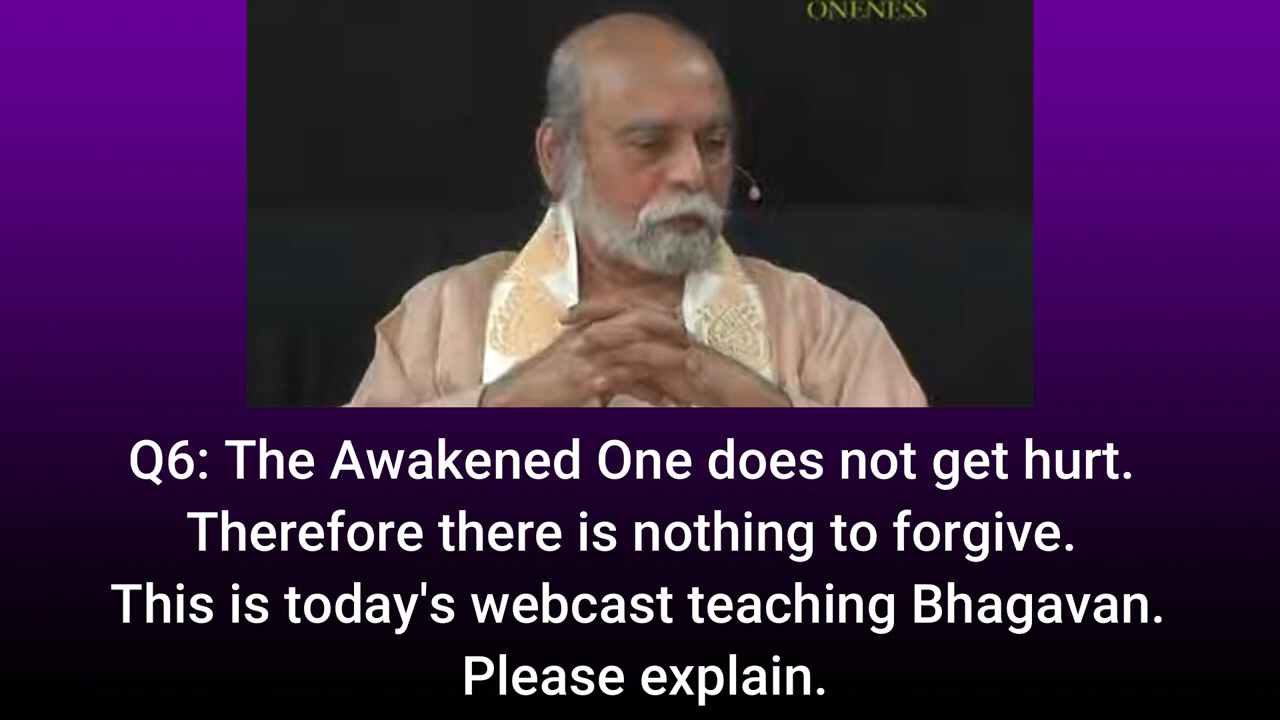 ONENESS
Q6: The Awakened One does not get hurt.
Therefore there is nothing to forgive.
This is today's webcast teaching Bhagavan.
Please explain.